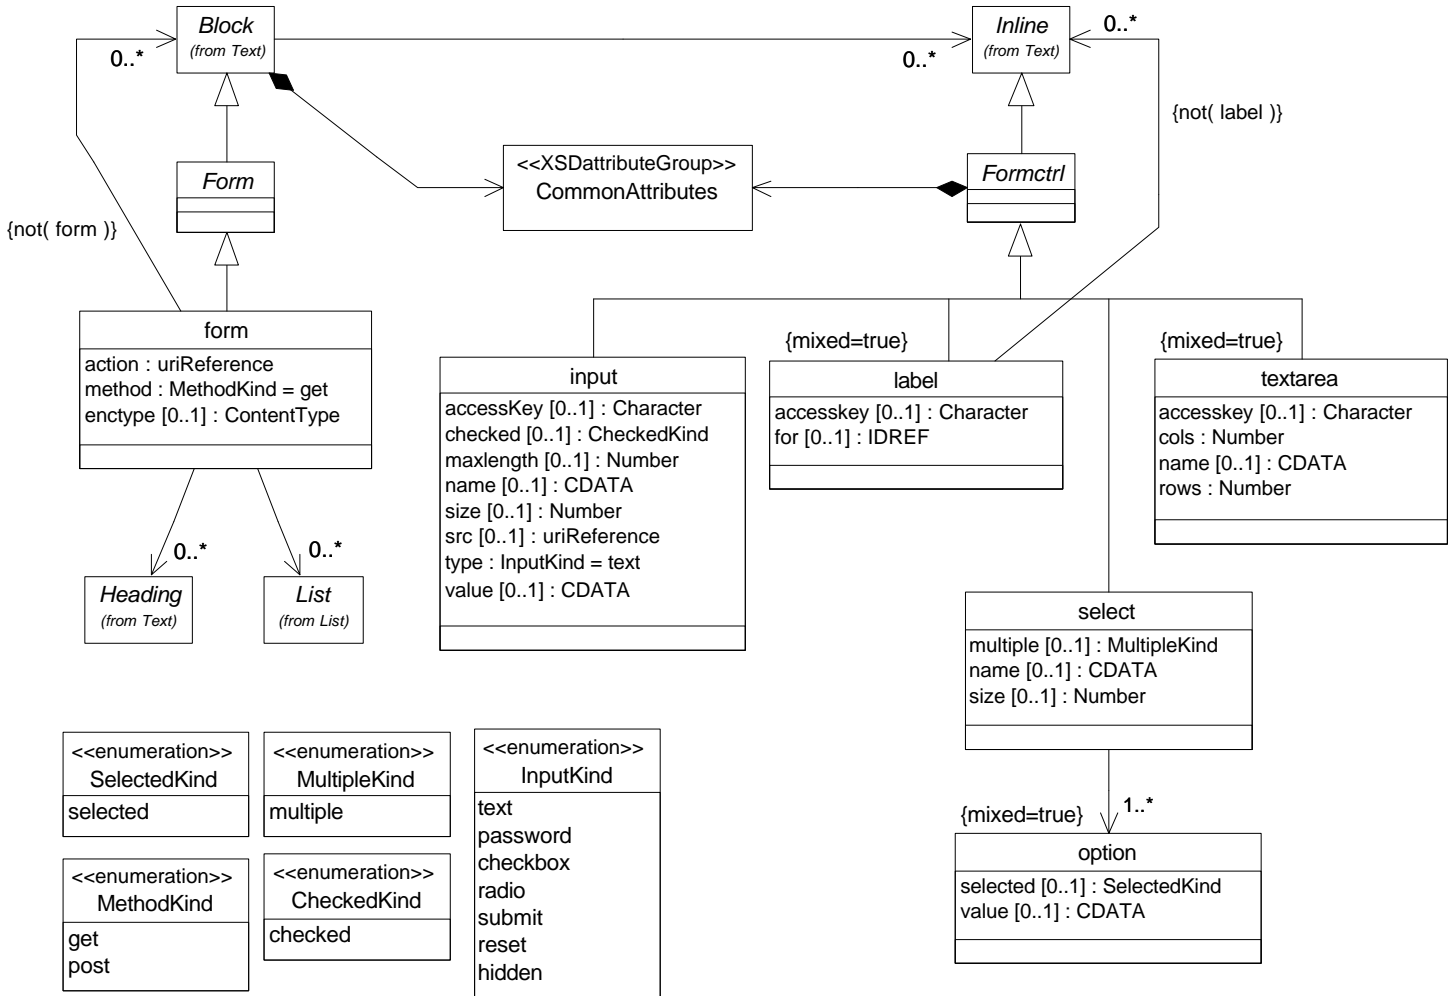 Block
(from Text)
0..*
Inline
(from Text)
0..*
0..*
{not( label )}
<<XSDattributeGroup>>
CommonAttributes
Form
Formctrl
{not( form )}
form
action : uriReference
method : MethodKind = get
enctype [0..1] : ContentType
0..*
0..*
Heading
(from Text)
List
(from List)
input
accessKey [0..1] : Character
checked [0..1] : CheckedKind
maxlength [0..1] : Number
name [0..1] : CDATA
size [0..1] : Number
src [0..1] : uriReference
type : InputKind = text
value [0..1] : CDATA
{mixed=true}
label
accesskey [0..1] : Character
for [0..1] : IDREF
{mixed=true}
textarea
accesskey [0..1] : Character
cols : Number
name [0..1] : CDATA
rows : Number
select
multiple [0..1] : MultipleKind
name [0..1] : CDATA
size [0..1] : Number
{mixed=true}
1..*
option
selected [0..1] : SelectedKind
value [0..1] : CDATA
<<enumeration>>
SelectedKind
selected
<<enumeration>>
MultipleKind
multiple
<<enumeration>>
InputKind
text
password
checkbox
radio
submit
reset
hidden
<<enumeration>>
MethodKind
get
post
<<enumeration>>
CheckedKind
checked